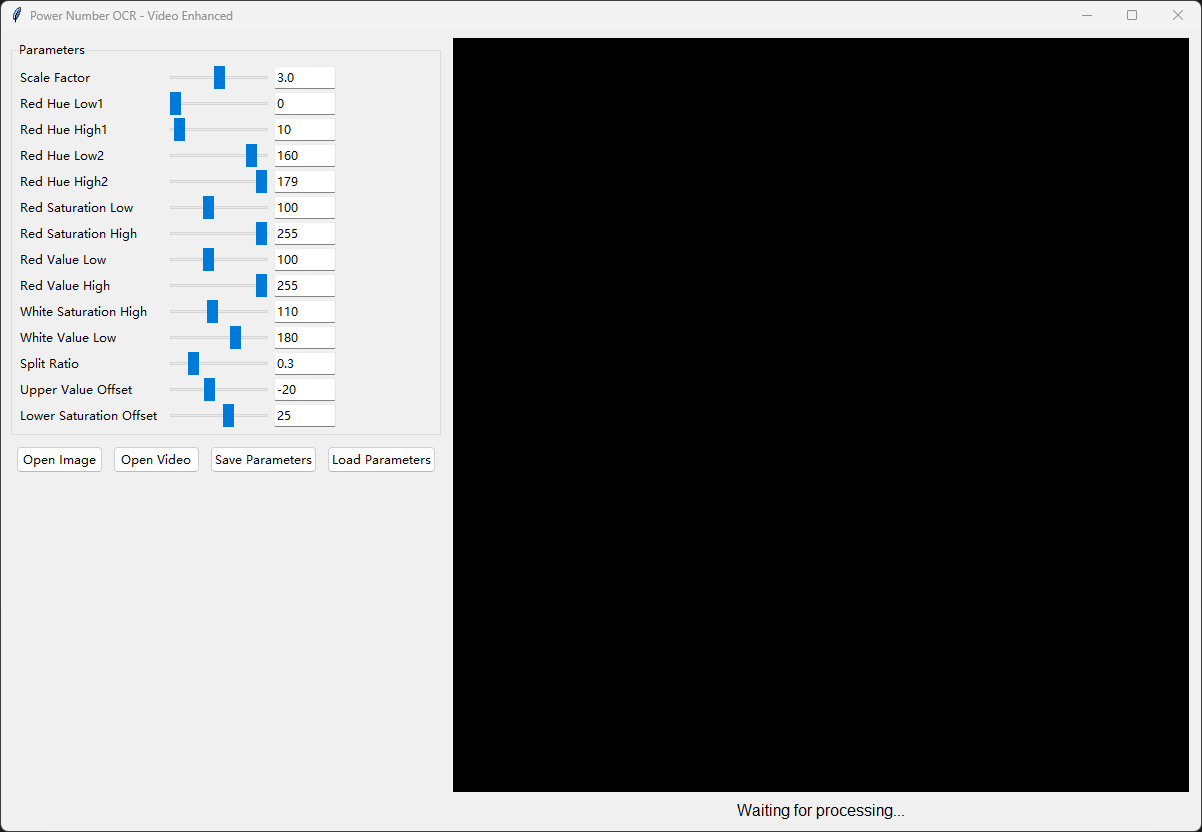 Power Number OCR - Video Enhanced
Parameters
Scale Factor 3.0
Red Hue Low1 0
Red Hue High1 10
Red Hue Low2 160
Red Hue High2 179
Red Saturation Low 100
Red Saturation High 255
Red Value Low 100
Red Value High 255
White Saturation High 110
White Value Low 180
Split Ratio 0.3
Upper Value Offset -20
Lower Saturation Offset 25
Open Image Open Video Save Parameters Load Parameters
Waiting for processing...